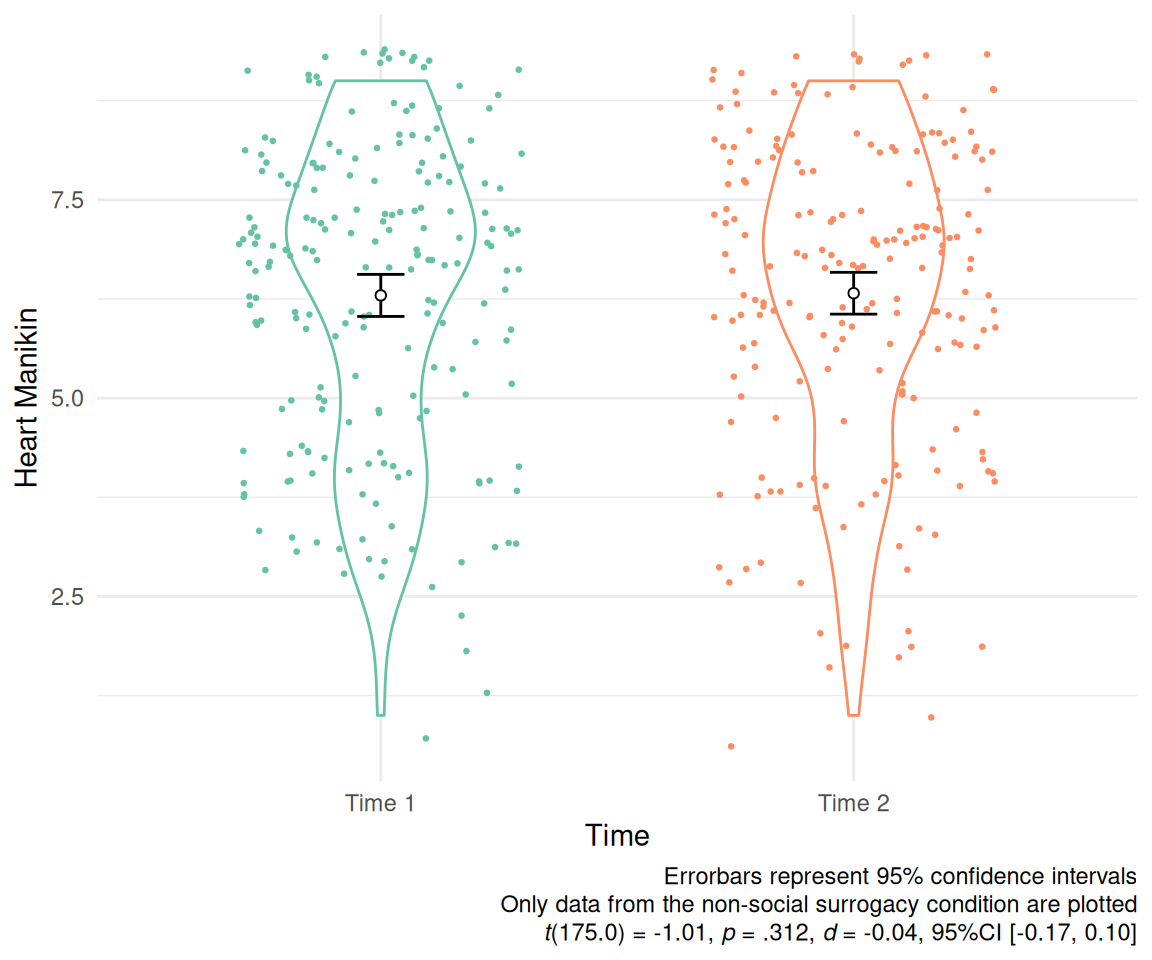 Heart Manikin
7.5
5.0
2.5
Time 1
Time 2
Time
Errorbars represent 95% confidence intervals
Only data from the non-social surrogacy condition are plotted
t(175.0) = -1.01, p = .312, d = -0.04, 95%CI [-0.17, 0.10]